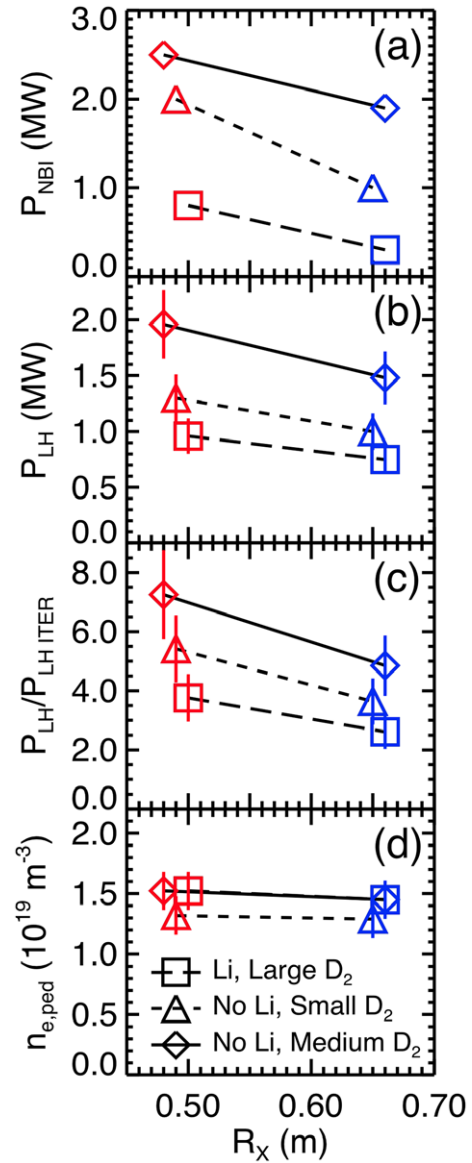 3.0
(a)
2.0
P_NBI (MW)
1.0
0.0
(b)
2.0
1.5
P_LH (MW)
1.0
0.5
0.0
(c)
8.0
6.0
P_LH/P_LH ITER
4.0
2.0
0.0
(d)
2.0
1.5
n_e,ped (10^19 m^-3)
1.0
Li, Large D_2
0.5
No Li, Small D_2
No Li, Medium D_2
0.0
0.50 0.60 0.70
R_X (m)